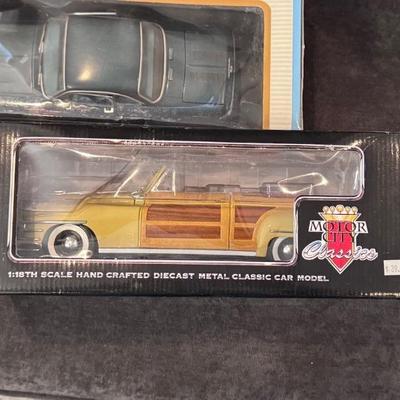 MOTOR
CITY
Classics
1:18TH SCALE HAND CRAFTED DIECAST METAL CLASSIC CAR MODEL